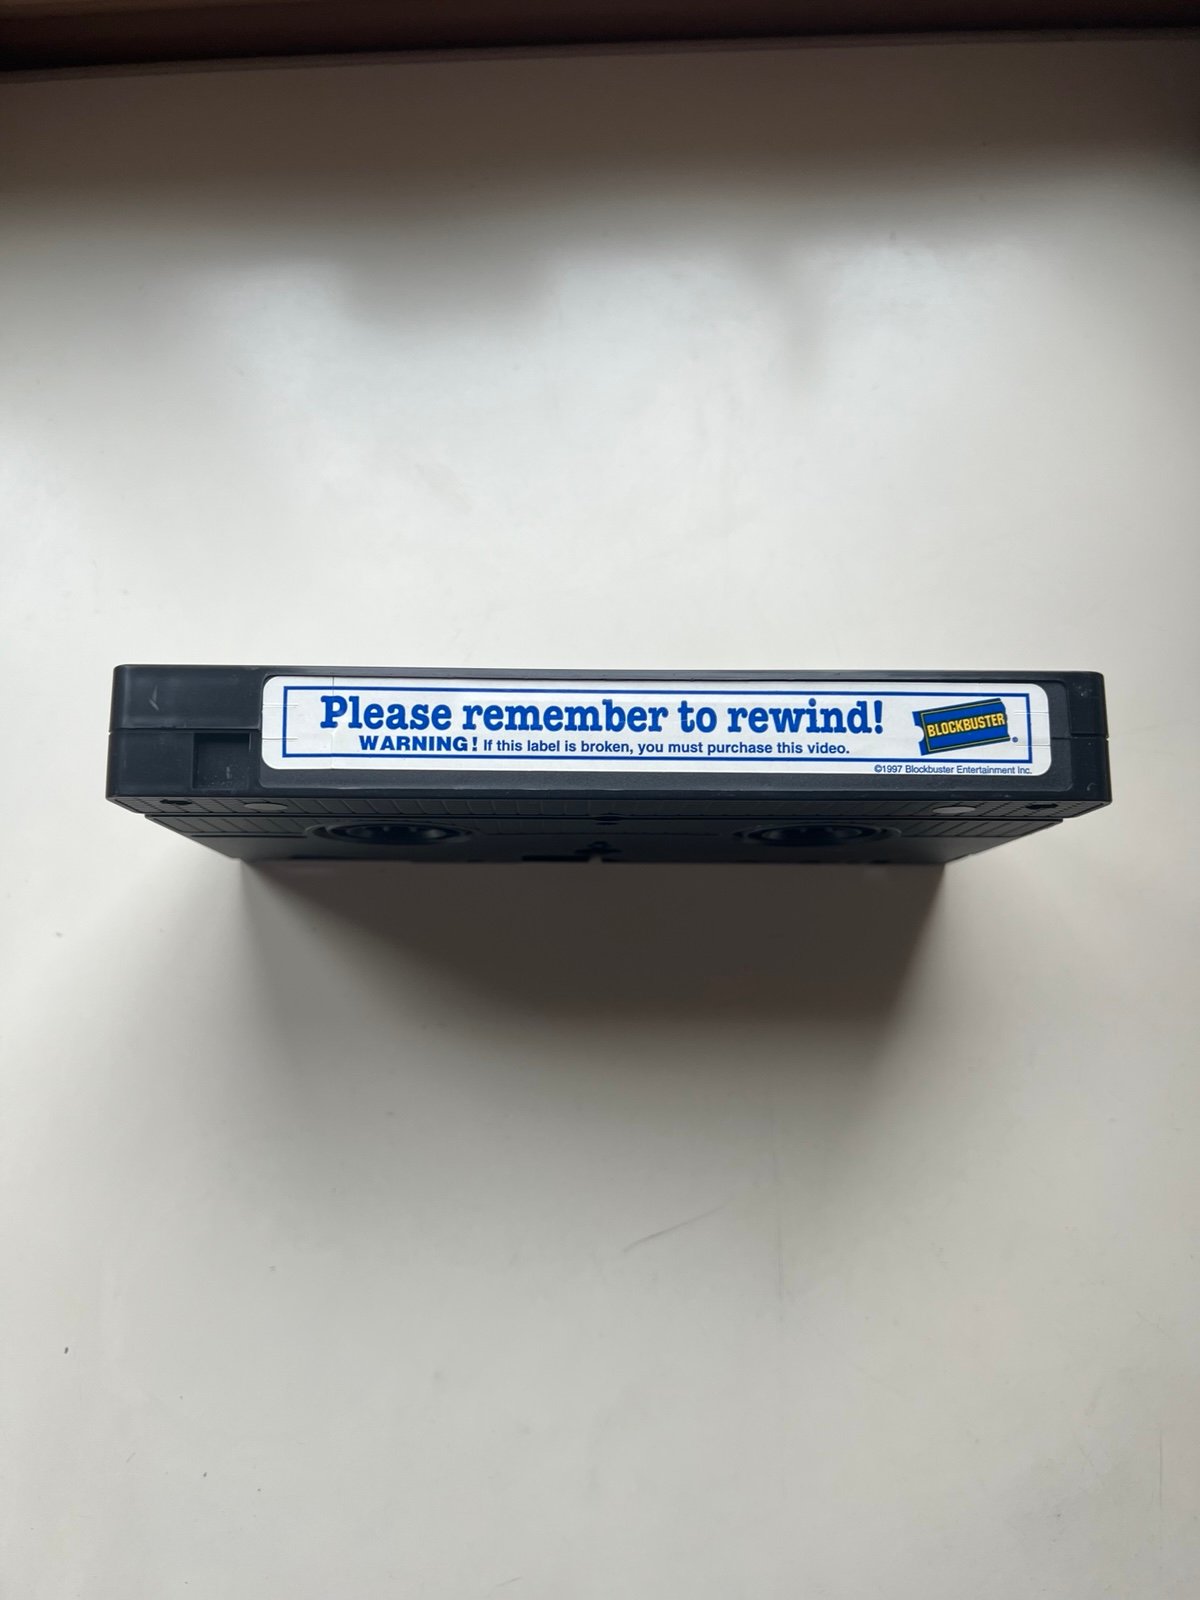 Please remember to rewind!
WARNING! If this label is broken, you must purchase this video.
BLOCKBUSTER®
©1997 Blockbuster Entertainment Inc.